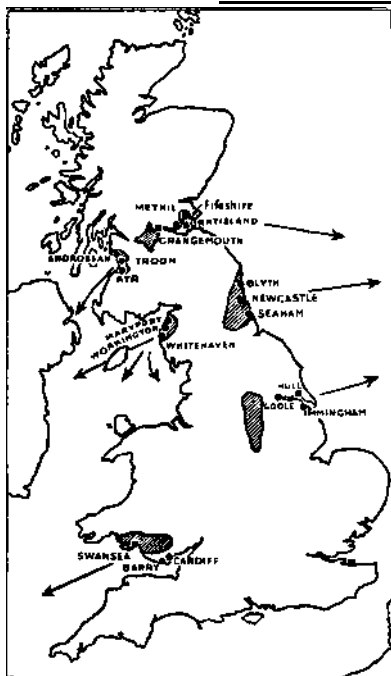 METHIL
Fifeshire
BURNTISLAND
GRANGEMOUTH
ARDROSSAN
TROON
AYR
BLYTH
NEWCASTLE
SEAHAM
MARYPORT
WORKINGTON
WHITEHAVEN
HULL
GOOLE
IMMINGHAM
SWANSEA
BARRY
CARDIFF